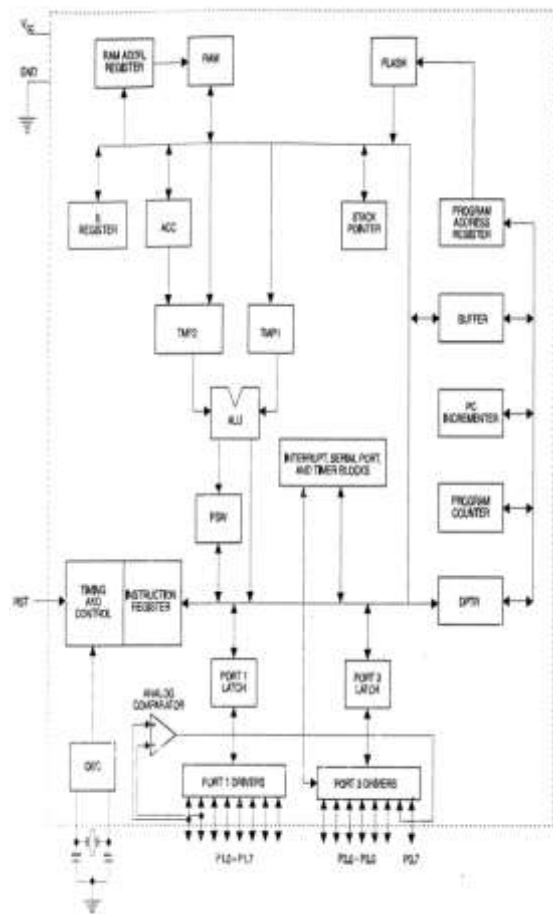 VCC
GND
RAM ADDR.
REGISTER
RAM
FLASH
B
REGISTER
ACC
STACK
POINTER
PROGRAM
ADDRESS
REGISTER
TMP2
TMP1
BUFFER
ALU
PC
INCREMENTER
INTERRUPT, SERIAL PORT,
AND TIMER BLOCKS
PSW
PROGRAM
COUNTER
RST
TIMING
AND
CONTROL
INSTRUCTION
REGISTER
DPTR
PORT 1
LATCH
PORT 3
LATCH
ANALOG
COMPARATOR
OSC
PORT 1 DRIVERS
PORT 3 DRIVERS
P1.0 - P1.7
P3.0 - P3.5
P3.7